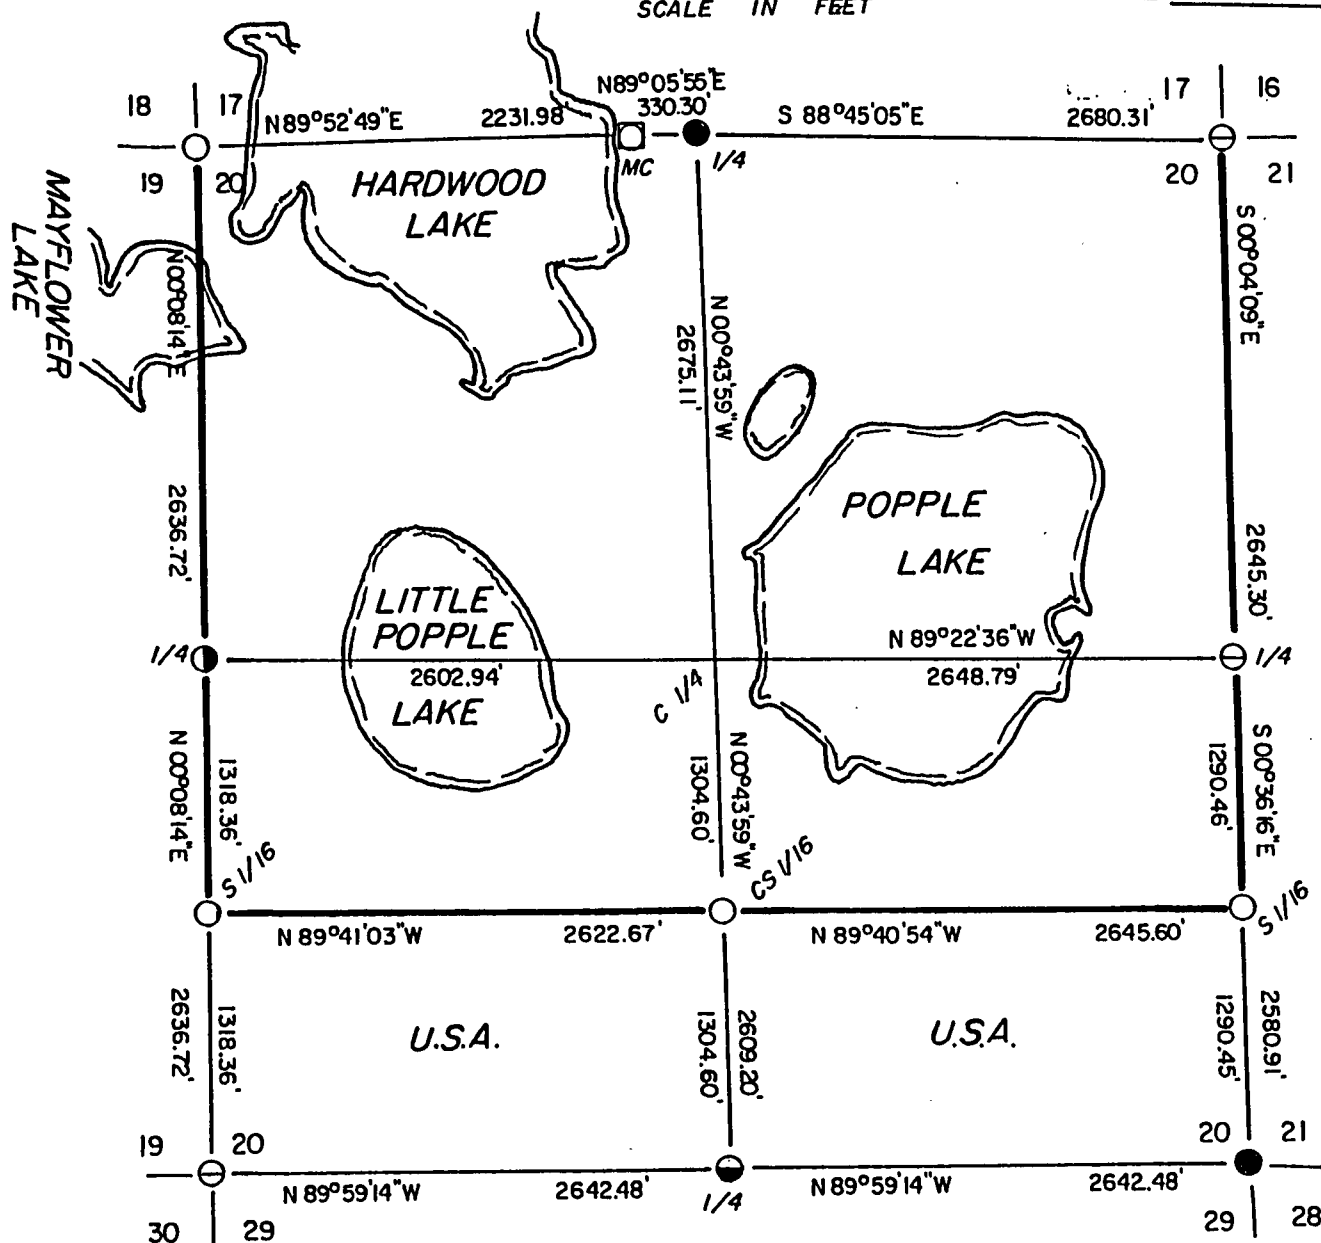 SCALE IN FEET
18 17
N89°52'49"E 2231.98'
N89°05'55"E
330.30'
S 88°45'05"E 2680.31'
17 16
MC
1/4
19 20
20 21
HARDWOOD
LAKE
MAYFLOWER
LAKE
N00°08'14"E
2636.72'
N00°43'59"W
2675.11'
S00°04'09"E
2645.30'
POPPLE
LAKE
LITTLE
POPPLE
LAKE
1/4
2602.94'
C 1/4
N 89°22'36"W
2648.79'
1/4
N00°08'14"E
1318.36'
N00°43'59"W
1304.60'
S00°36'16"E
1290.46'
S 1/16
CS 1/16
S 1/16
N 89°41'03"W 2622.67'
N 89°40'54"W 2645.60'
2636.72'
1318.36'
U.S.A.
2609.20'
1304.60'
U.S.A.
2580.91'
1290.45'
19 20
20 21
N 89°59'14"W 2642.48'
1/4
N 89°59'14"W 2642.48'
30 29
29 28